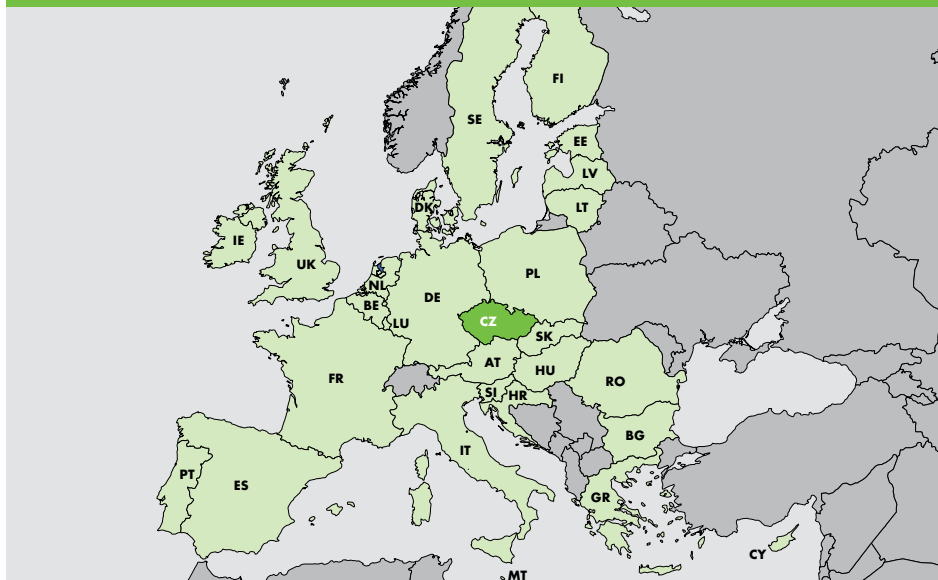 FI
SE
EE
LV
LT
DK
IE
UK
PL
NL
DE
BE
LU
CZ
SK
AT
HU
FR
RO
SI
HR
BG
IT
PT
ES
GR
CY
MT